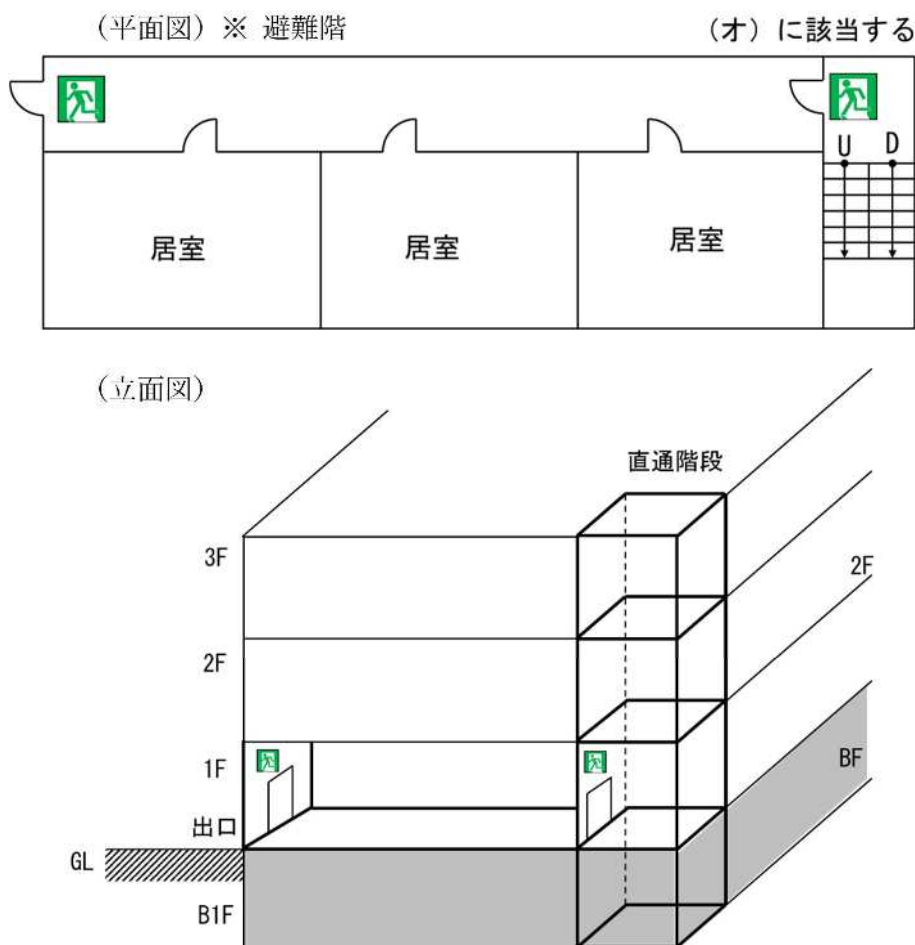 (平面図)※ 避難階
(オ)に該当する
U D
居室
居室
居室
(立面図)
直通階段
3F
2F
2F
1F
BF
出口
GL
B1F